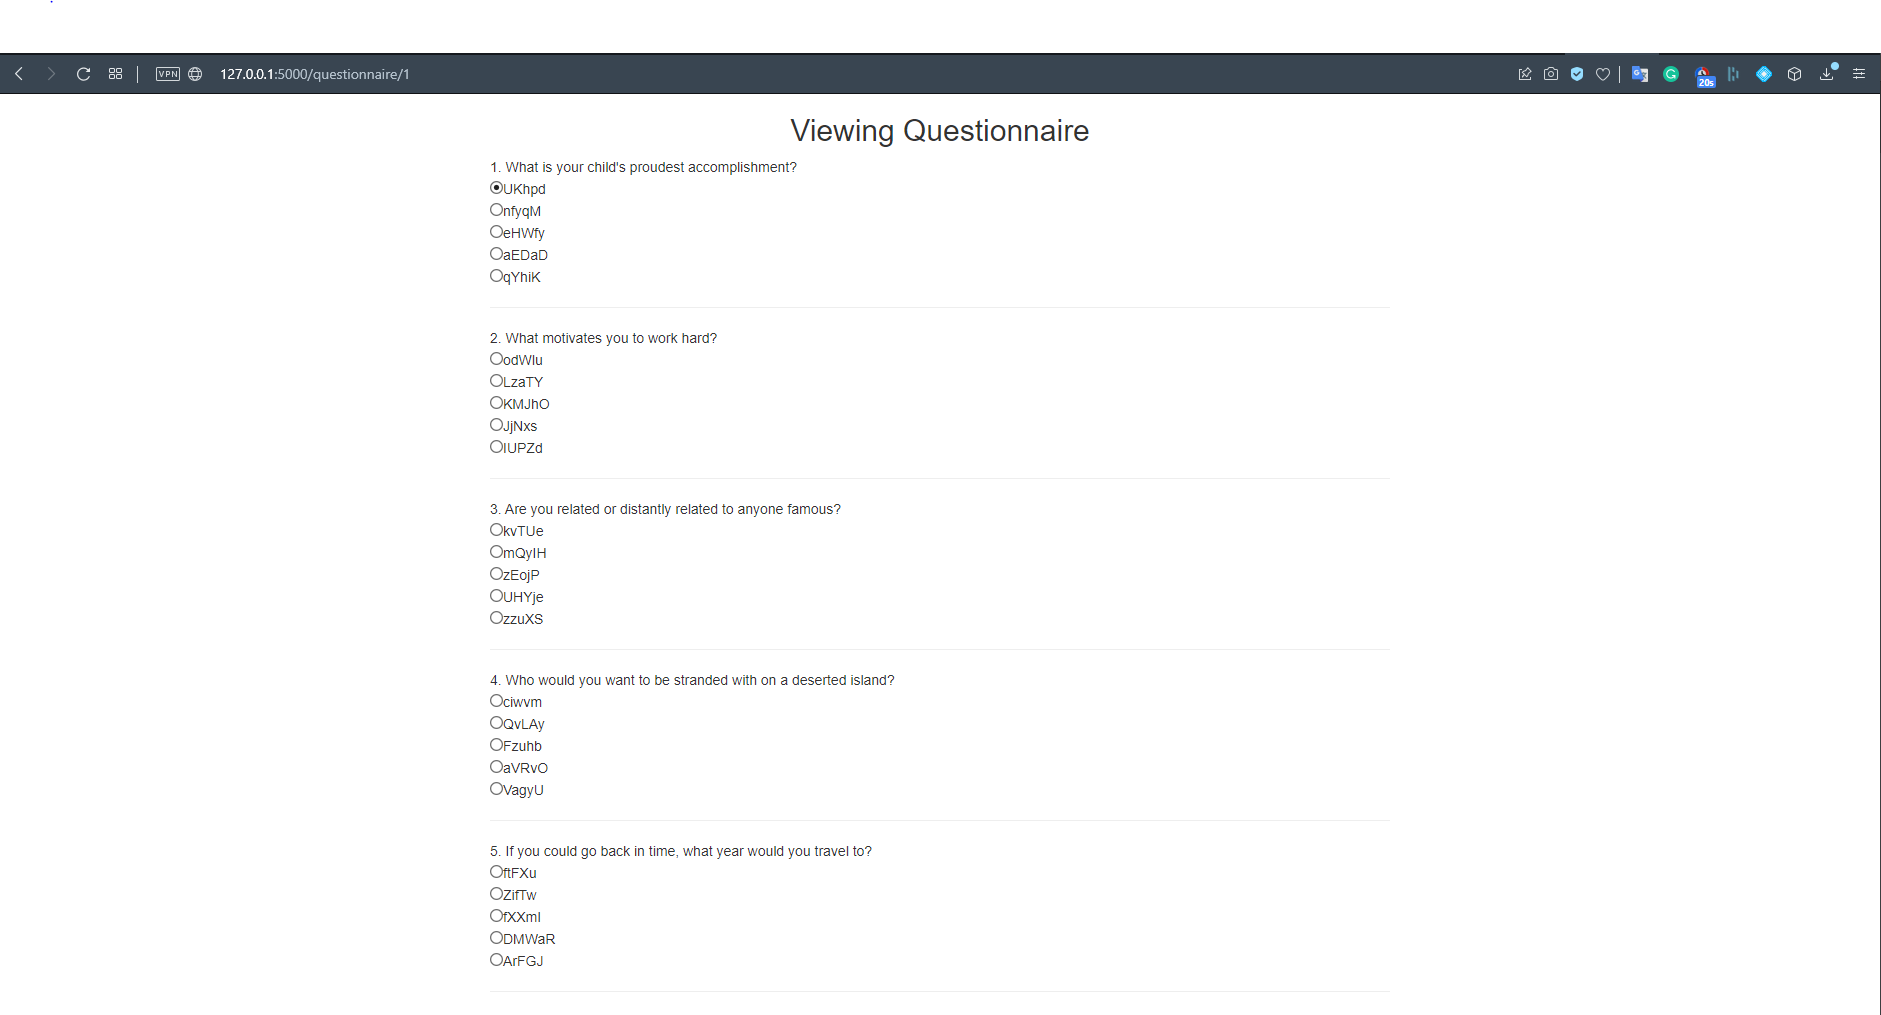 VPN 127.0.0.1:5000/questionnaire/1
20s
Viewing Questionnaire
1. What is your child's proudest accomplishment?
UKhpd
nfyqM
eHWfy
aEDaD
qYhiK
2. What motivates you to work hard?
odWlu
LzaTY
KMJhO
JjNxs
IUPZd
3. Are you related or distantly related to anyone famous?
kvTUe
mQyIH
zEojP
UHYje
zzuXS
4. Who would you want to be stranded with on a deserted island?
ciwvm
QvLAy
Fzuhb
aVRvO
VagyU
5. If you could go back in time, what year would you travel to?
ftFXu
ZifTw
fXXml
DMWaR
ArFGJ